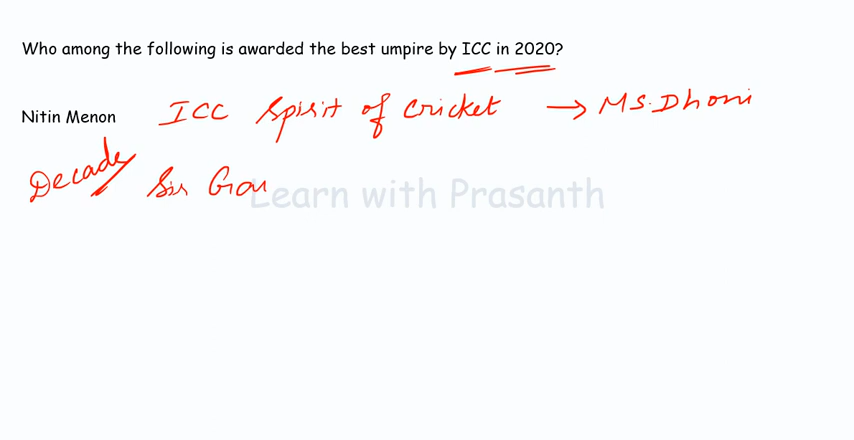 Who among the following is awarded the best umpire by ICC in 2020?
Nitin Menon ICC Spirit of Cricket → M S. Dhoni
Decade Sir Gar
Learn with Prasanth